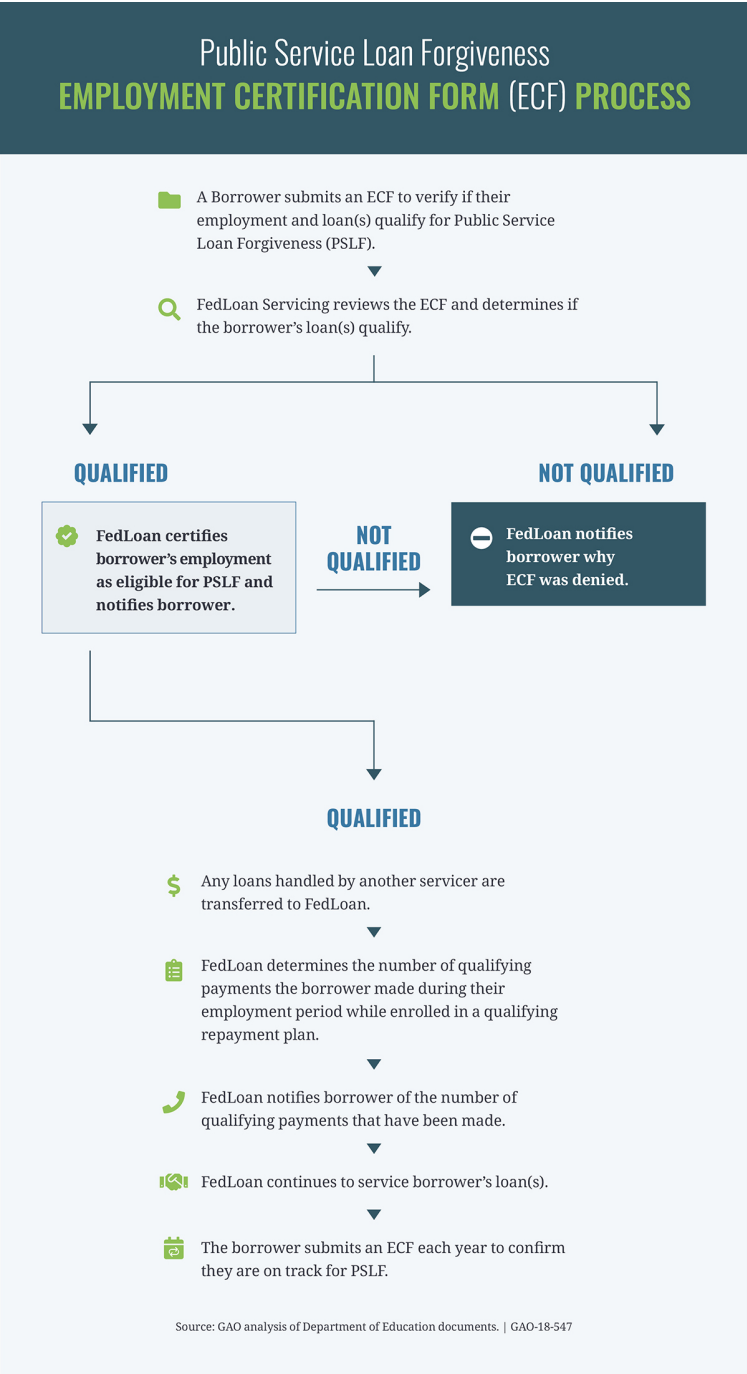 Public Service Loan Forgiveness
EMPLOYMENT CERTIFICATION FORM (ECF) PROCESS
A Borrower submits an ECF to verify if their
employment and loan(s) qualify for Public Service
Loan Forgiveness (PSLF).
FedLoan Servicing reviews the ECF and determines if
the borrower’s loan(s) qualify.
QUALIFIED
FedLoan certifies
borrower’s employment
as eligible for PSLF and
notifies borrower.
NOT
QUALIFIED
NOT QUALIFIED
FedLoan notifies
borrower why
ECF was denied.
QUALIFIED
Any loans handled by another servicer are
transferred to FedLoan.
FedLoan determines the number of qualifying
payments the borrower made during their
employment period while enrolled in a qualifying
repayment plan.
FedLoan notifies borrower of the number of
qualifying payments that have been made.
FedLoan continues to service borrower’s loan(s).
The borrower submits an ECF each year to confirm
they are on track for PSLF.
Source: GAO analysis of Department of Education documents. | GAO-18-547